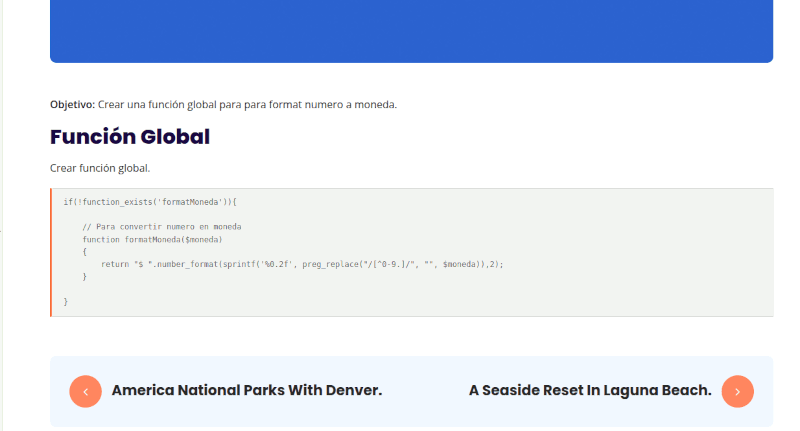 Objetivo: Crear una función global para para format numero a moneda.
Función Global
Crear función global.
if(!function_exists('formatMoneda')){
// Para convertir numero en moneda
function formatMoneda($moneda)
{
return "$ ".number_format(sprintf('%0.2f', preg_replace("/[^0-9.]/", "", $moneda)),2);
}
}
America National Parks With Denver.
A Seaside Reset In Laguna Beach.